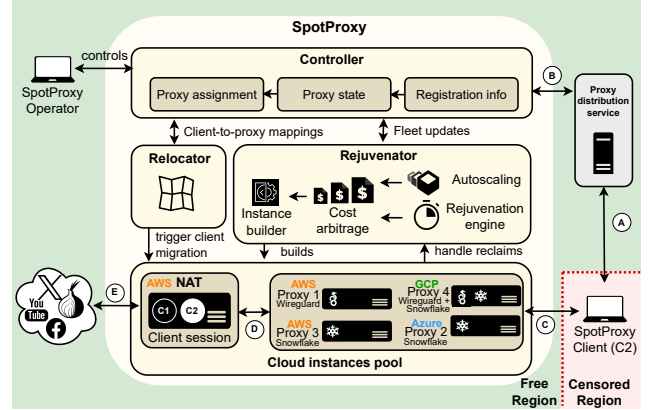 SpotProxy
Controller
controls
SpotProxy
Operator
Proxy assignment
Proxy state
Registration info
B
Proxy
distribution
service
Client-to-proxy mappings
Fleet updates
Relocator
Rejuvenator
Autoscaling
Instance
builder
Cost
arbitrage
Rejuvenation
engine
$ $ $
A
trigger client
migration
builds
handle reclaims
E
You
Tube
AWS NAT
C1 C2
Client session
D
AWS
Proxy 1
Wireguard
GCP
Proxy 4
Wireguard +
Snowflake
AWS
Proxy 3
Snowflake
Azure
Proxy 2
Snowflake
Cloud instances pool
C
SpotProxy
Client (C2)
Free
Region
Censored
Region